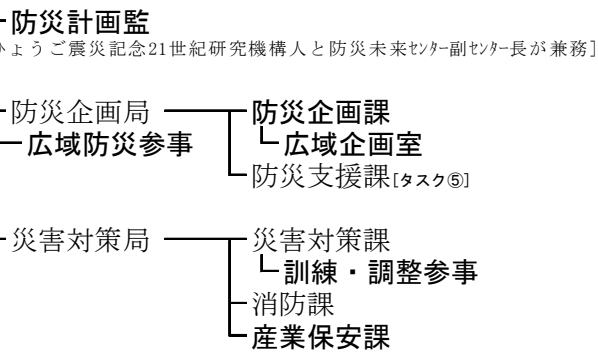 防災計画監
ょうご震災記念21世紀研究機構人と防災未来ｾﾝﾀｰ副ｾﾝﾀｰ長が兼務]
防災企画局 防災企画課
広域防災参事 広域企画室
防災支援課[タスク⑤]
災害対策局 災害対策課
訓練・調整参事
消防課
産業保安課